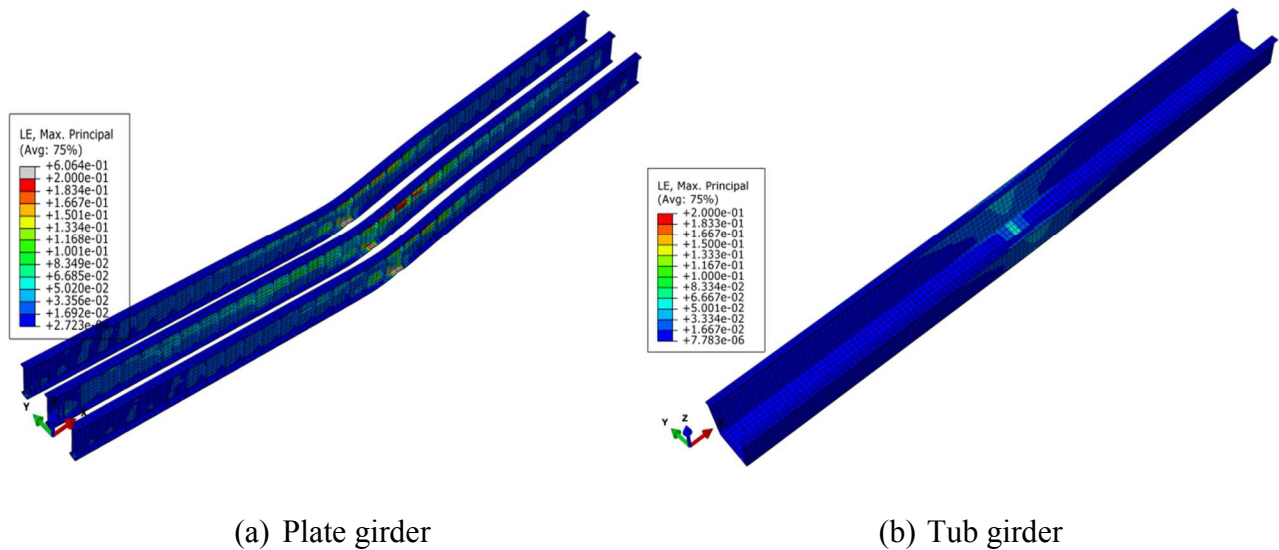 LE, Max. Principal
(Avg: 75%)
+6.064e-01
+2.000e-01
+1.834e-01
+1.667e-01
+1.501e-01
+1.334e-01
+1.168e-01
+1.001e-01
+8.349e-02
+6.685e-02
+5.020e-02
+3.356e-02
+1.692e-02
Y
LE, Max. Principal
(Avg: 75%)
+2.000e-01
+1.833e-01
+1.667e-01
+1.500e-01
+1.333e-01
+1.167e-01
+1.000e-01
+8.334e-02
+6.667e-02
+5.001e-02
+3.334e-02
+1.667e-02
+7.783e-06
Y Z
(a) Plate girder
(b) Tub girder